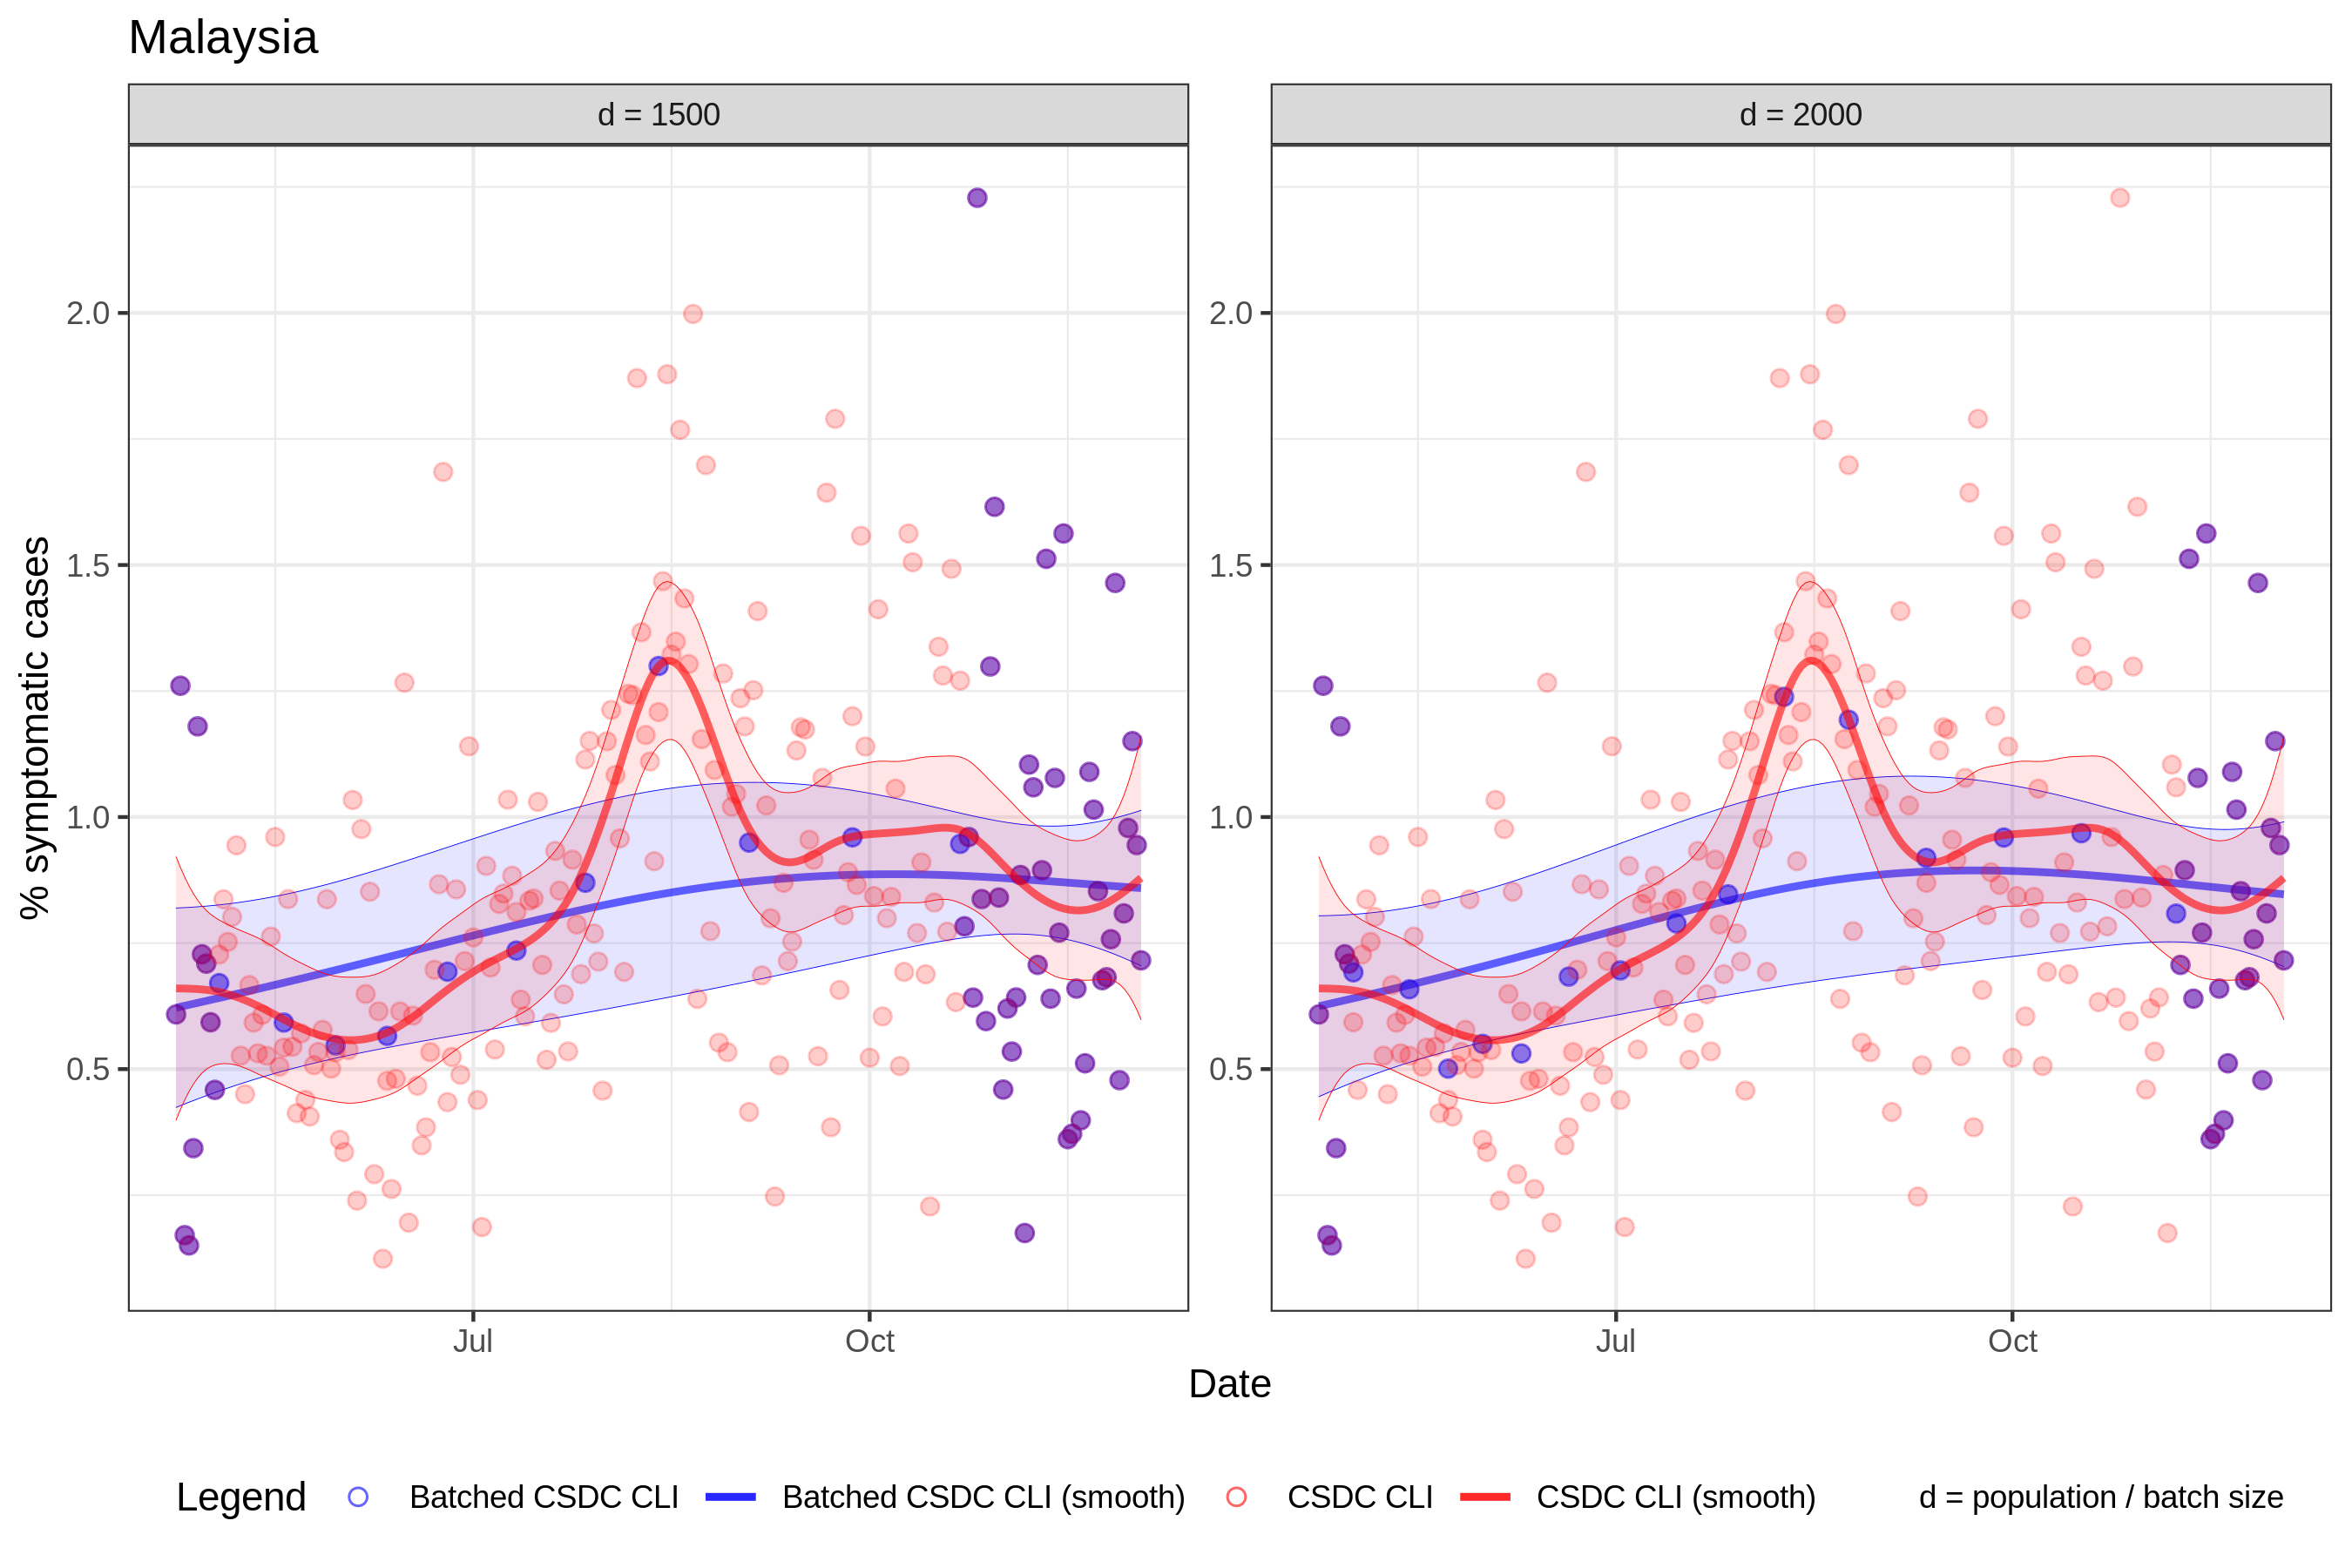 Malaysia
d = 1500
d = 2000
% symptomatic cases
2.0
1.5
1.0
0.5
2.0
1.5
1.0
0.5
Jul
Oct
Jul
Oct
Date
Legend
Batched CSDC CLI
Batched CSDC CLI (smooth)
CSDC CLI
CSDC CLI (smooth)
d = population / batch size